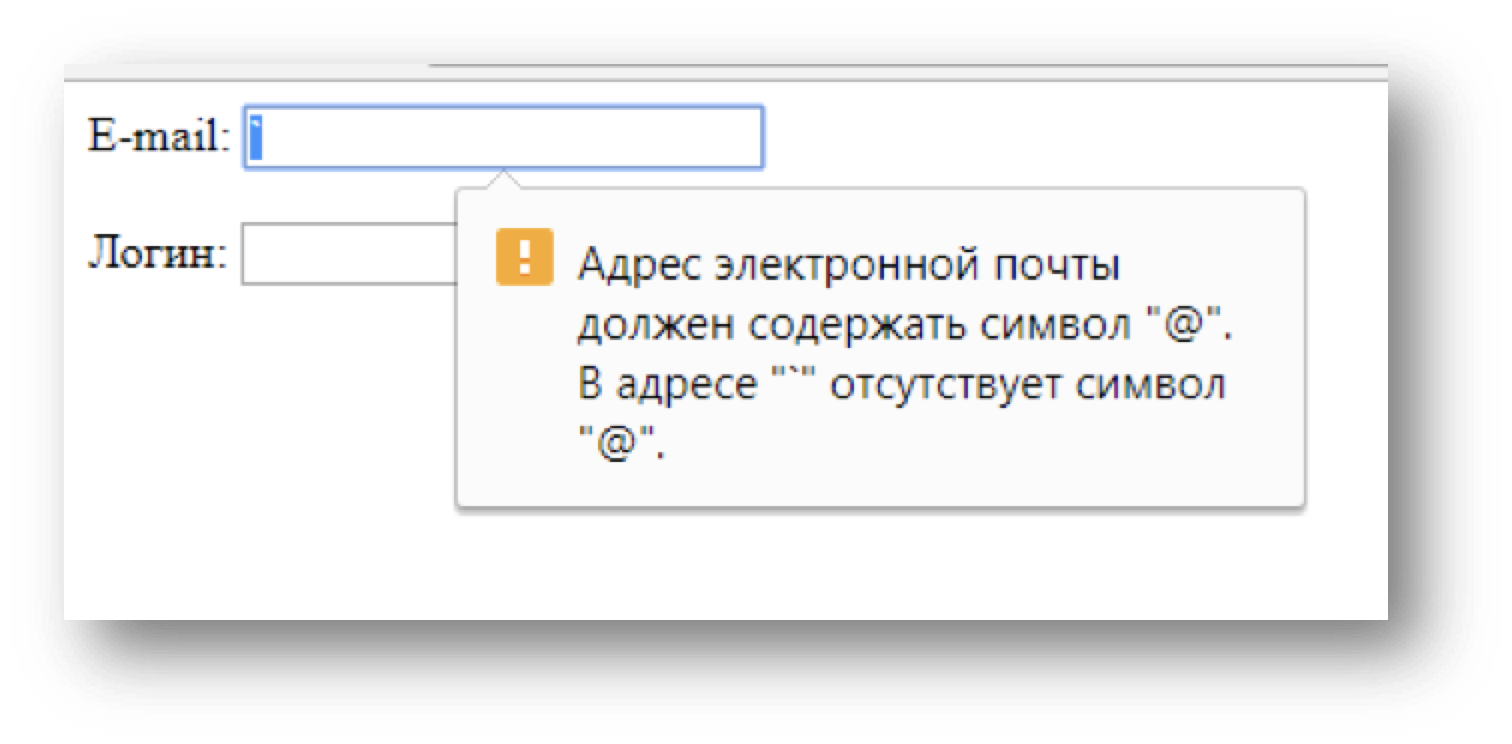 E-mail: `
Логин:
Адрес электронной почты
должен содержать символ "@".
В адресе "`" отсутствует символ
"@".